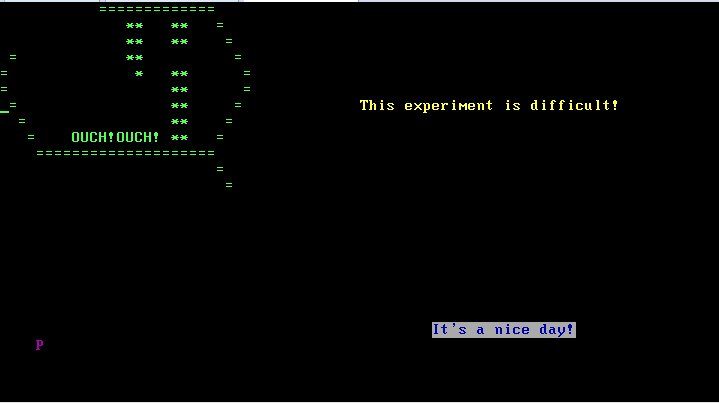 This experiment is difficult!
OUCH!OUCH!
It's a nice day!
P